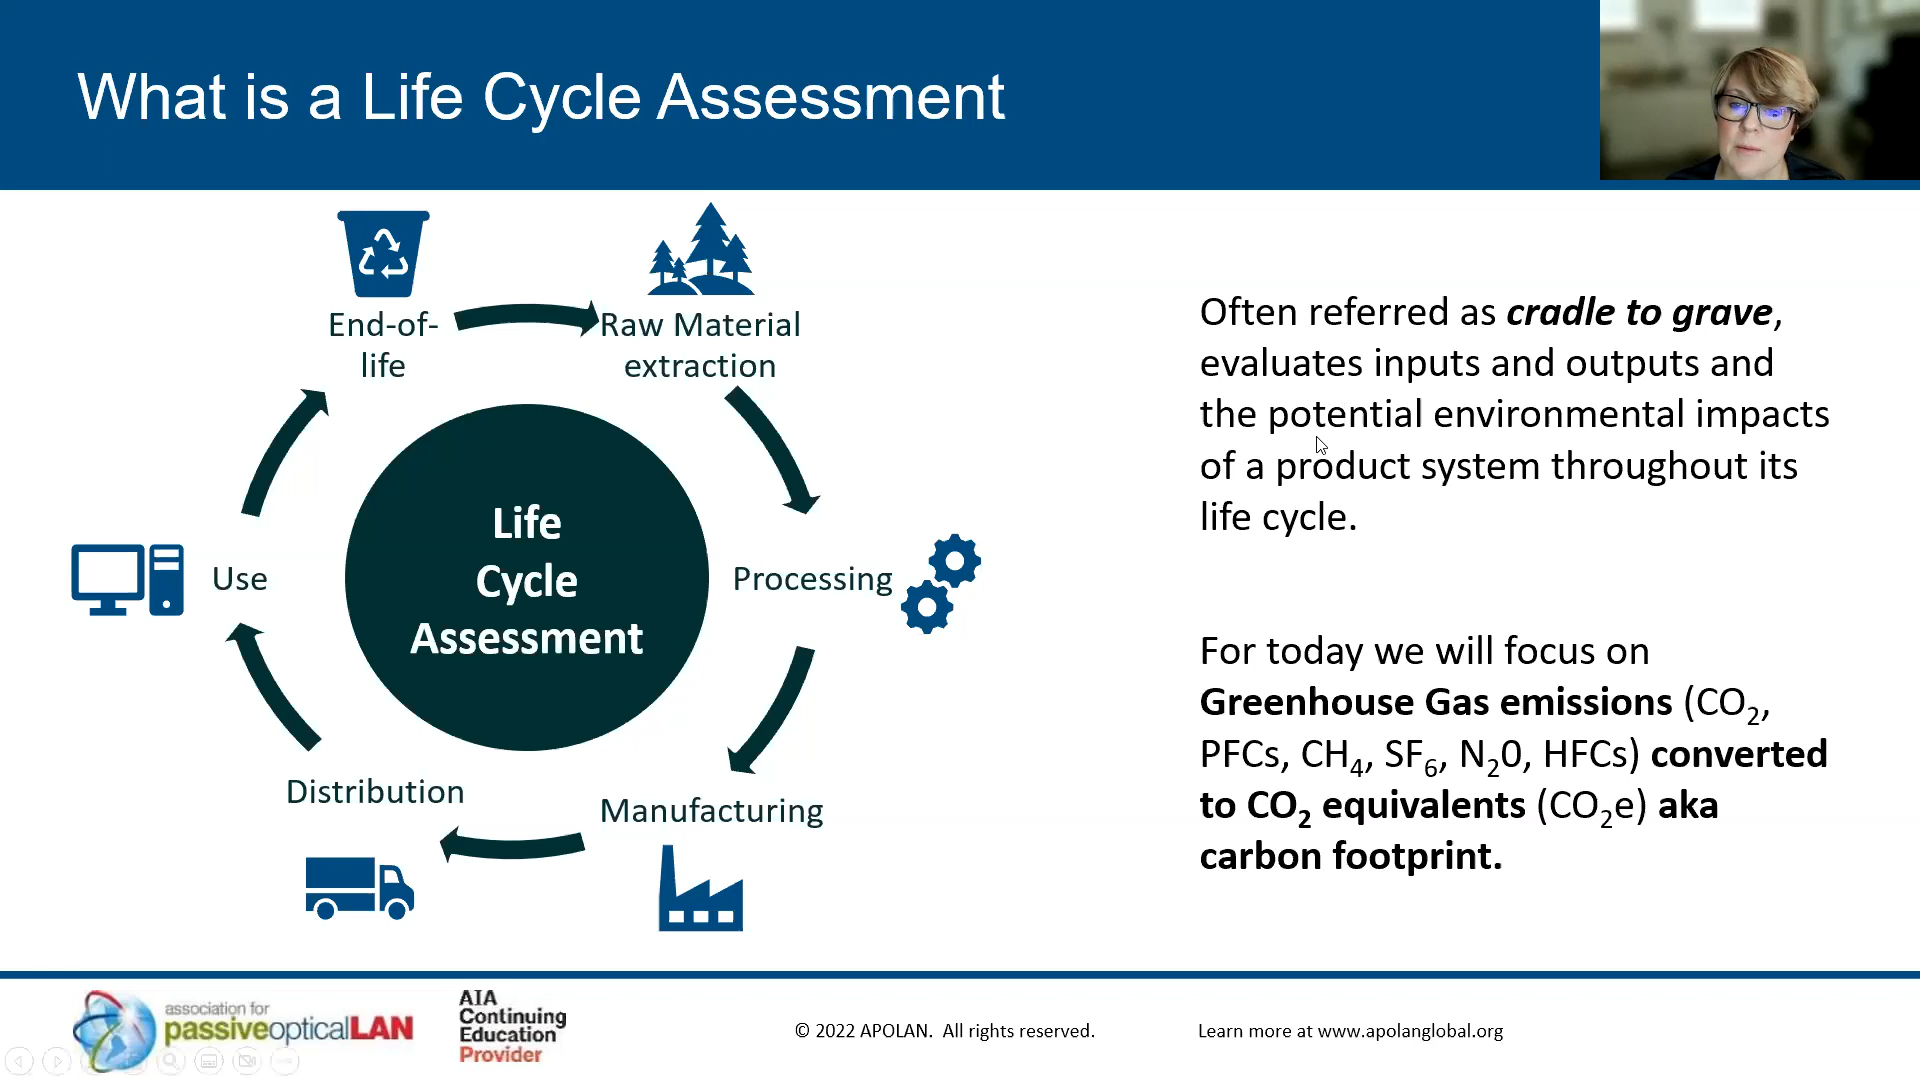 What is a Life Cycle Assessment
End-of-
life
Raw Material
extraction
Life
Cycle
Assessment
Use
Processing
Distribution
Manufacturing
Often referred as cradle to grave,
evaluates inputs and outputs and
the potential environmental impacts
of a product system throughout its
life cycle.
For today we will focus on
Greenhouse Gas emissions (CO₂,
PFCs, CH₄, SF₆, N₂0, HFCs) converted
to CO₂ equivalents (CO₂e) aka
carbon footprint.
association for
passiveopticalLAN
AIA
Continuing
Education
Provider
© 2022 APOLAN. All rights reserved.
Learn more at www.apolanglobal.org